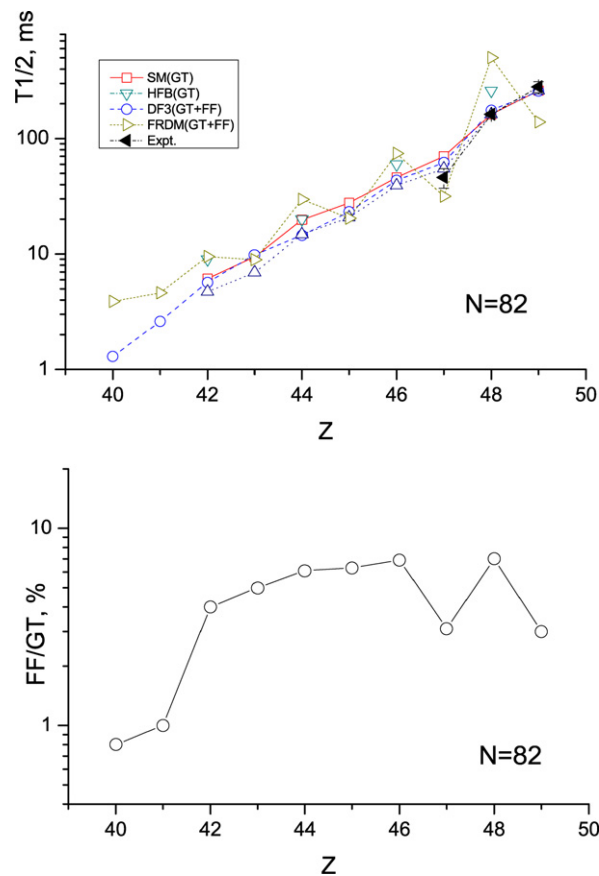 T1/2, ms
100
10
1
SM(GT)
HFB(GT)
DF3(GT+FF)
FRDM(GT+FF)
Expt.
N=82
40 42 44 46 48 50
Z
FF/GT, %
10
1
N=82
40 42 44 46 48 50
Z